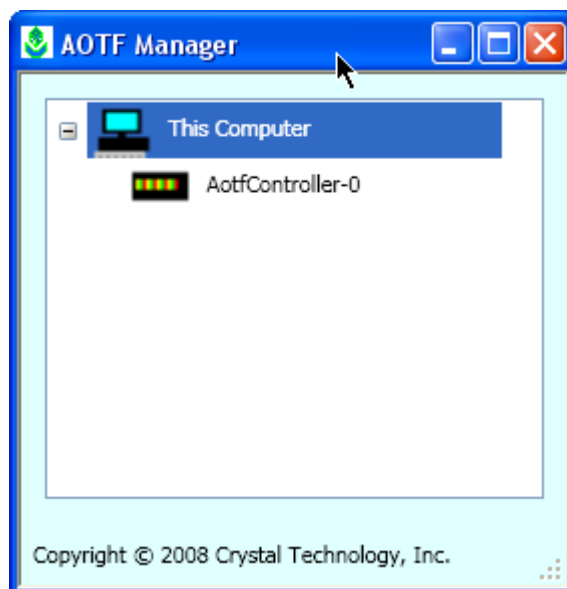 AOTF Manager
This Computer
AotfController-0
Copyright © 2008 Crystal Technology, Inc.